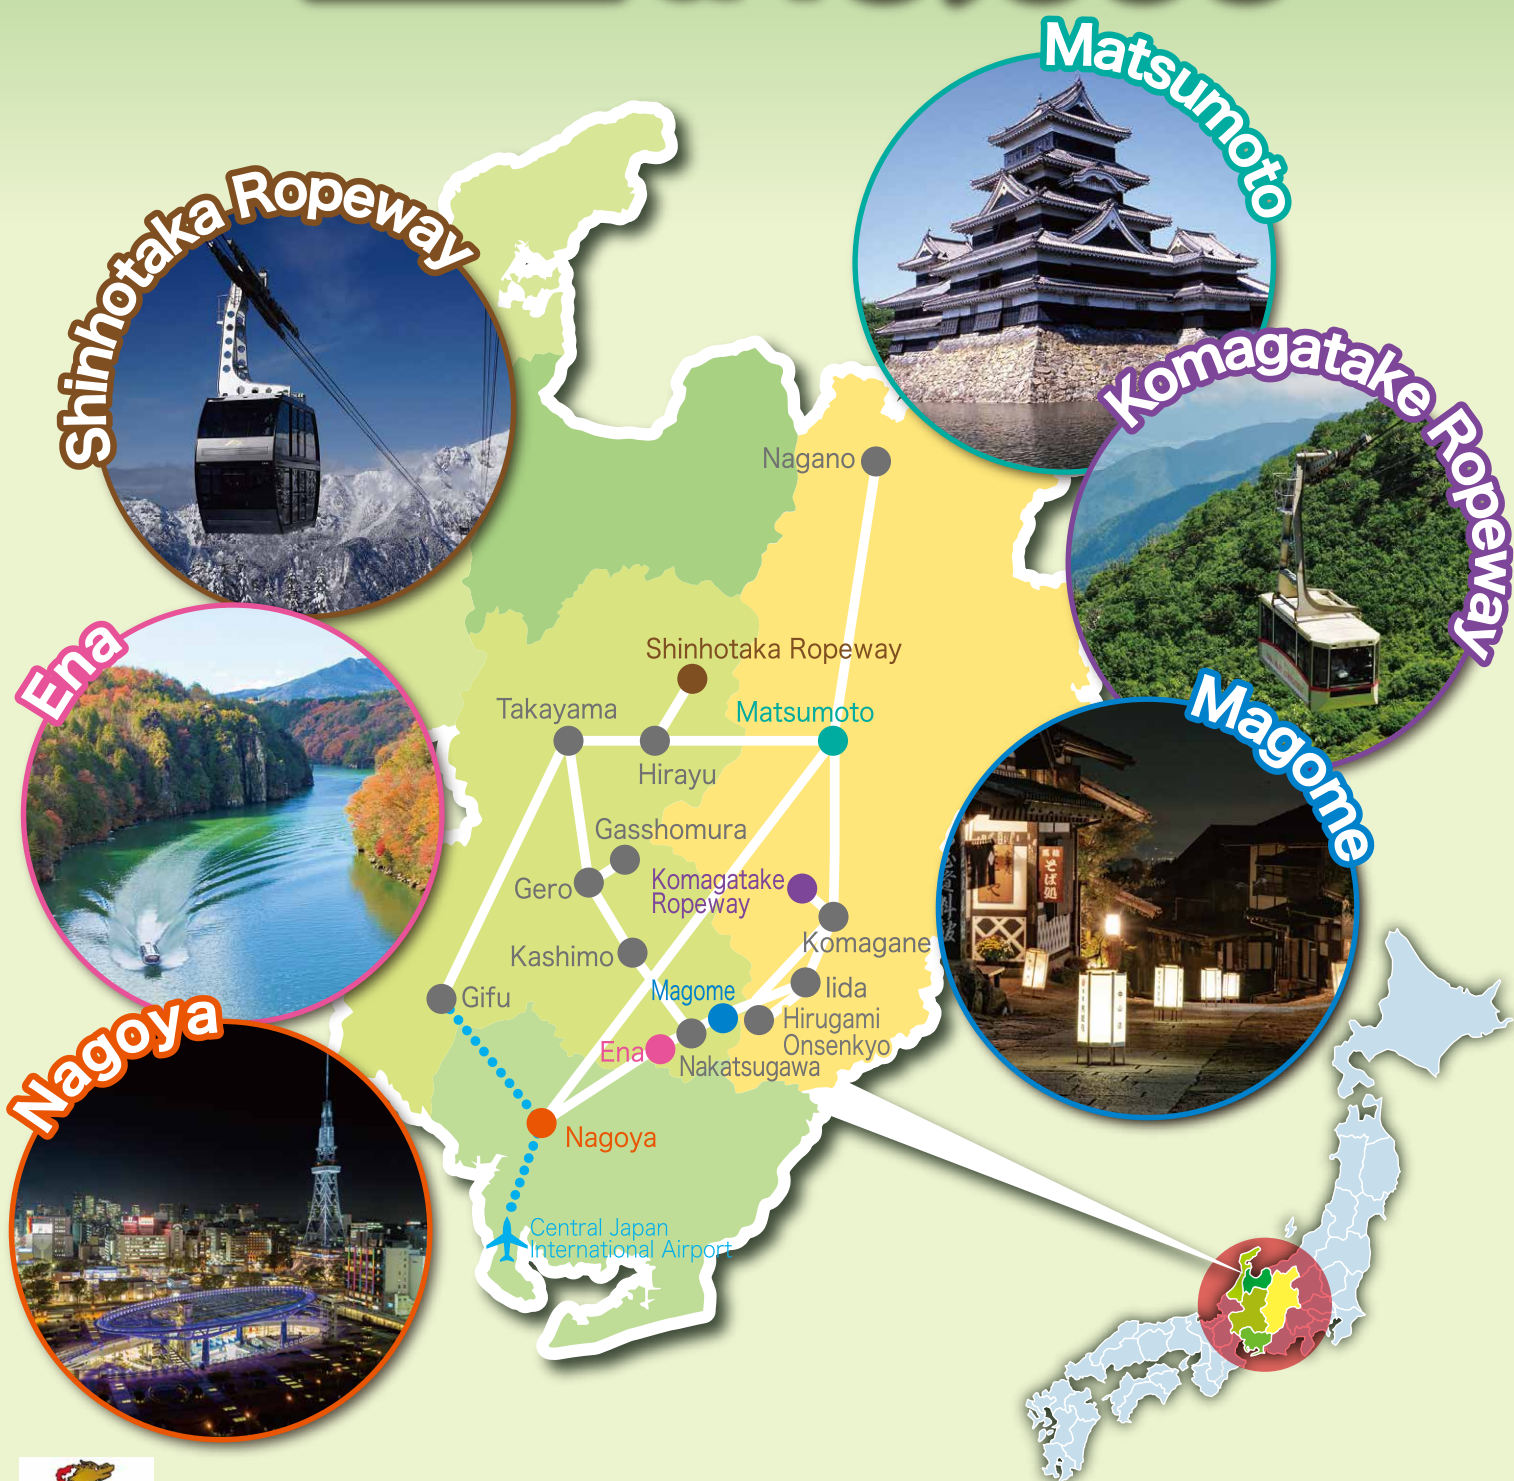 Matsumoto
Shinhotaka Ropeway
Komagatake Ropeway
Nagano
Ena
Shinhotaka Ropeway
Takayama
Matsumoto
Magome
Hirayu
Gasshomura
Gero
Komagatake
Ropeway
Komagane
Kashimo
Iida
Gifu
Magome
Hirugami
Onsenkyo
Ena
Nakatsugawa
Nagoya
Nagoya
Central Japan
International Airport
そば処